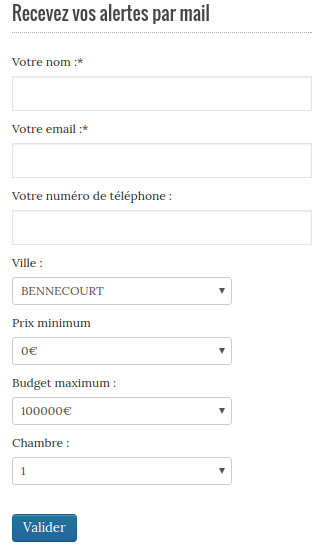 Recevez vos alertes par mail
Votre nom :*
Votre email :*
Votre numéro de téléphone :
Ville :
BENNECOURT
Prix minimum
0€
Budget maximum :
100000€
Chambre :
1
Valider